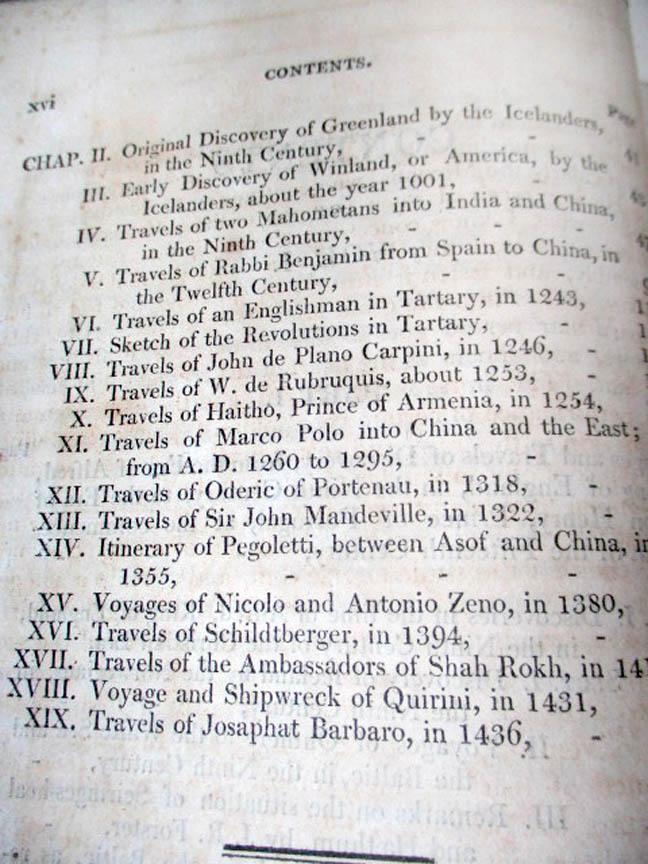 CONTENTS.
xvi
Page
CHAP. II. Original Discovery of Greenland by the Icelanders,
in the Ninth Century, - -
III. Early Discovery of Winland, or America, by the
Icelanders, about the year 1001, -
IV. Travels of two Mahometans into India and China,
in the Ninth Century, - - -
V. Travels of Rabbi Benjamin from Spain to China, in
the Twelfth Century, - -
VI. Travels of an Englishman in Tartary, in 1243,
VII. Sketch of the Revolutions in Tartary, -
VIII. Travels of John de Plano Carpini, in 1246, -
IX. Travels of W. de Rubruquis, about 1253, -
X. Travels of Haitho, Prince of Armenia, in 1254,
XI. Travels of Marco Polo into China and the East;
from A. D. 1260 to 1295, -
XII. Travels of Oderic of Portenau, in 1318, -
XIII. Travels of Sir John Mandeville, in 1322, -
XIV. Itinerary of Pegoletti, between Asof and China, in
1355, - - -
XV. Voyages of Nicolo and Antonio Zeno, in 1380,
XVI. Travels of Schildtberger, in 1394, -
XVII. Travels of the Ambassadors of Shah Rokh, in 14
XVIII. Voyage and Shipwreck of Quirini, in 1431,
XIX. Travels of Josaphat Barbaro, in 1436, -